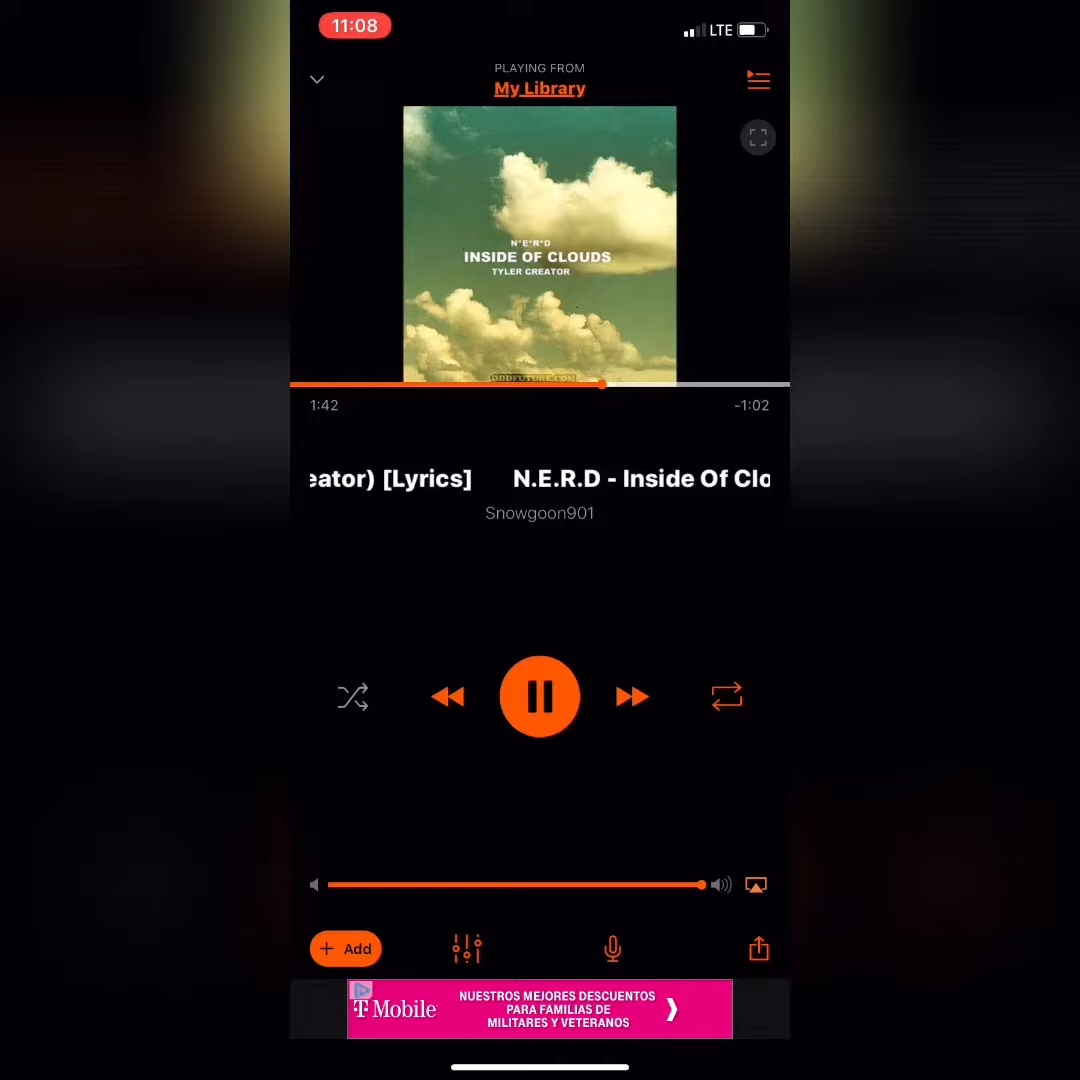 11:08
LTE
PLAYING FROM
My Library
N*E*R*D
INSIDE OF CLOUDS
TYLER CREATOR
ODDFUTURE.COM
1:42
-1:02
eator) [Lyrics] N.E.R.D - Inside Of Clo
Snowgoon901
+ Add
T Mobile
NUESTROS MEJORES DESCUENTOS
PARA FAMILIAS DE
MILITARES Y VETERANOS